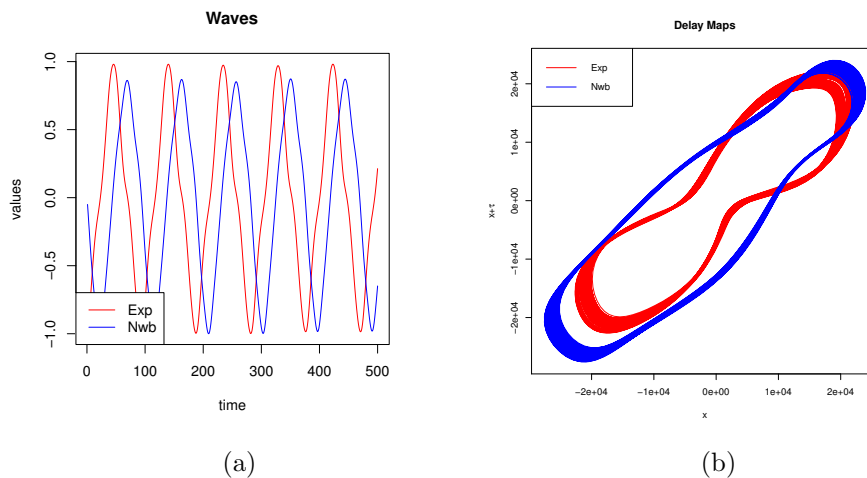 Waves
values
1.0
0.5
0.0
−0.5
−1.0
Exp
Nwb
0 100 200 300 400 500
time
(a)
Delay Maps
x+τ
2e+04
1e+04
0e+00
−1e+04
−2e+04
Exp
Nwb
−2e+04 −1e+04 0e+00 1e+04 2e+04
x
(b)